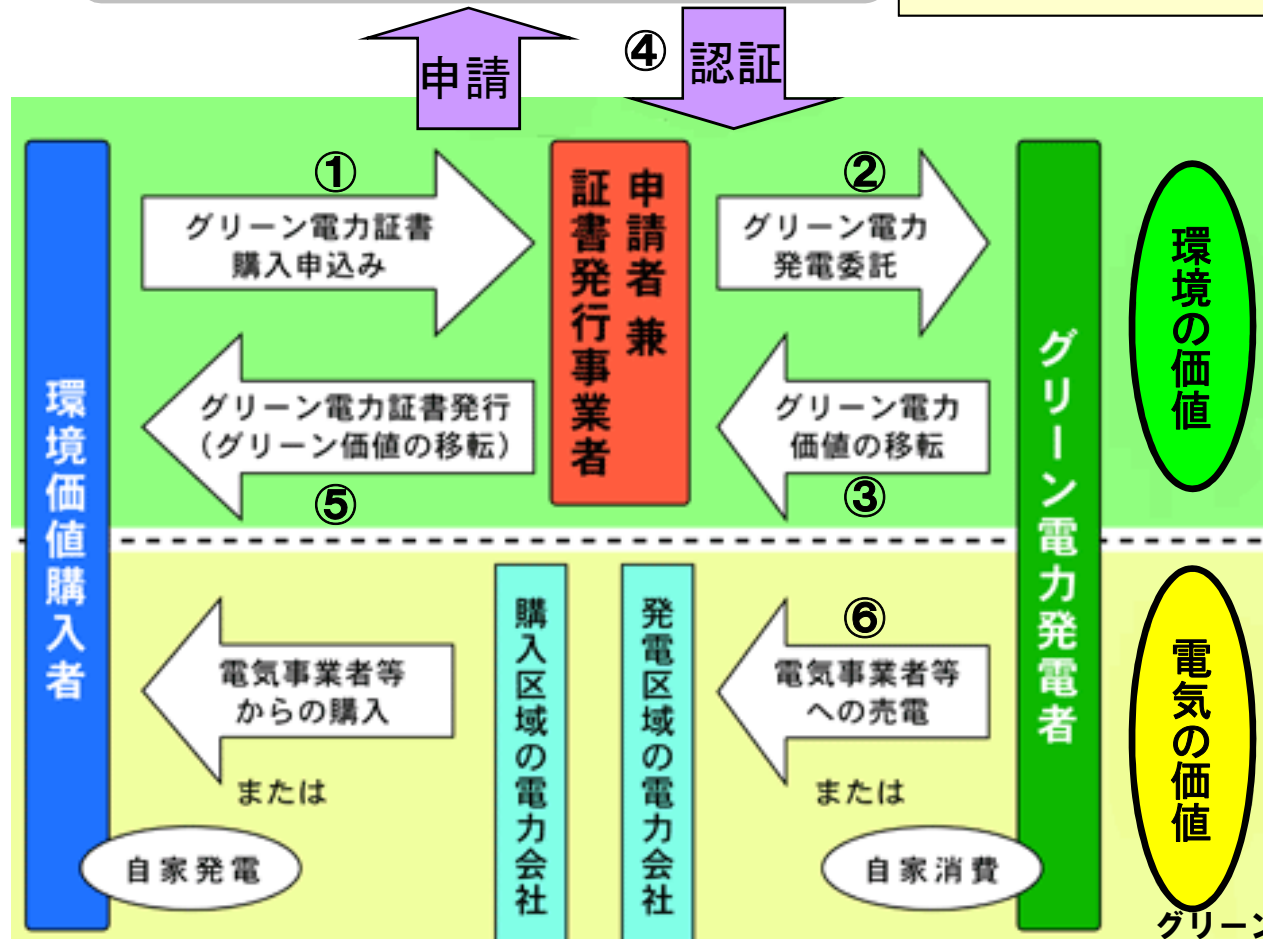 申請
④
認証
①
グリーン電力証書
購入申込み
申請者 兼
証書発行事業者
②
グリーン電力
発電委託
環境の価値
環境価値購入者
グリーン電力証書発行
(グリーン価値の移転)
⑤
グリーン電力
価値の移転
③
グリーン電力発電者
電気事業者等
からの購入
または
自家発電
購入区域の電力会社
発電区域の電力会社
⑥
電気事業者等
への売電
または
自家消費
電気の価値
グリーン